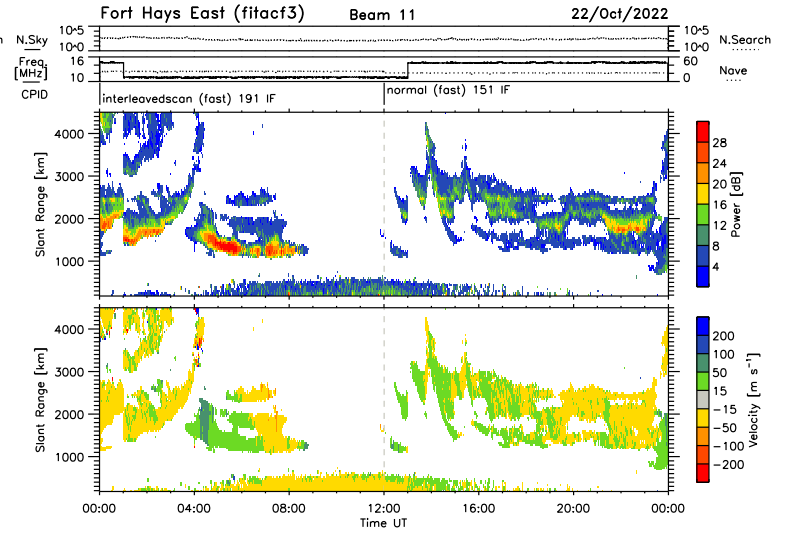 Fort Hays East (fitacf3) Beam 11 22/Oct/2022
n N.Sky 10^5 10^0 10^5 10^0 N.Search
Freq. [MHz] 16 10 60 0 Nave
CPID interleavedscan (fast) 191 IF normal (fast) 151 IF
Slant Range [km] 4000 3000 2000 1000
28 24 20 16 12 8 4 Power [dB]
Slant Range [km] 4000 3000 2000 1000
200 100 50 15 -15 -50 -100 -200 Velocity [m s⁻¹]
00:00 04:00 08:00 12:00 16:00 20:00 00:00
Time UT